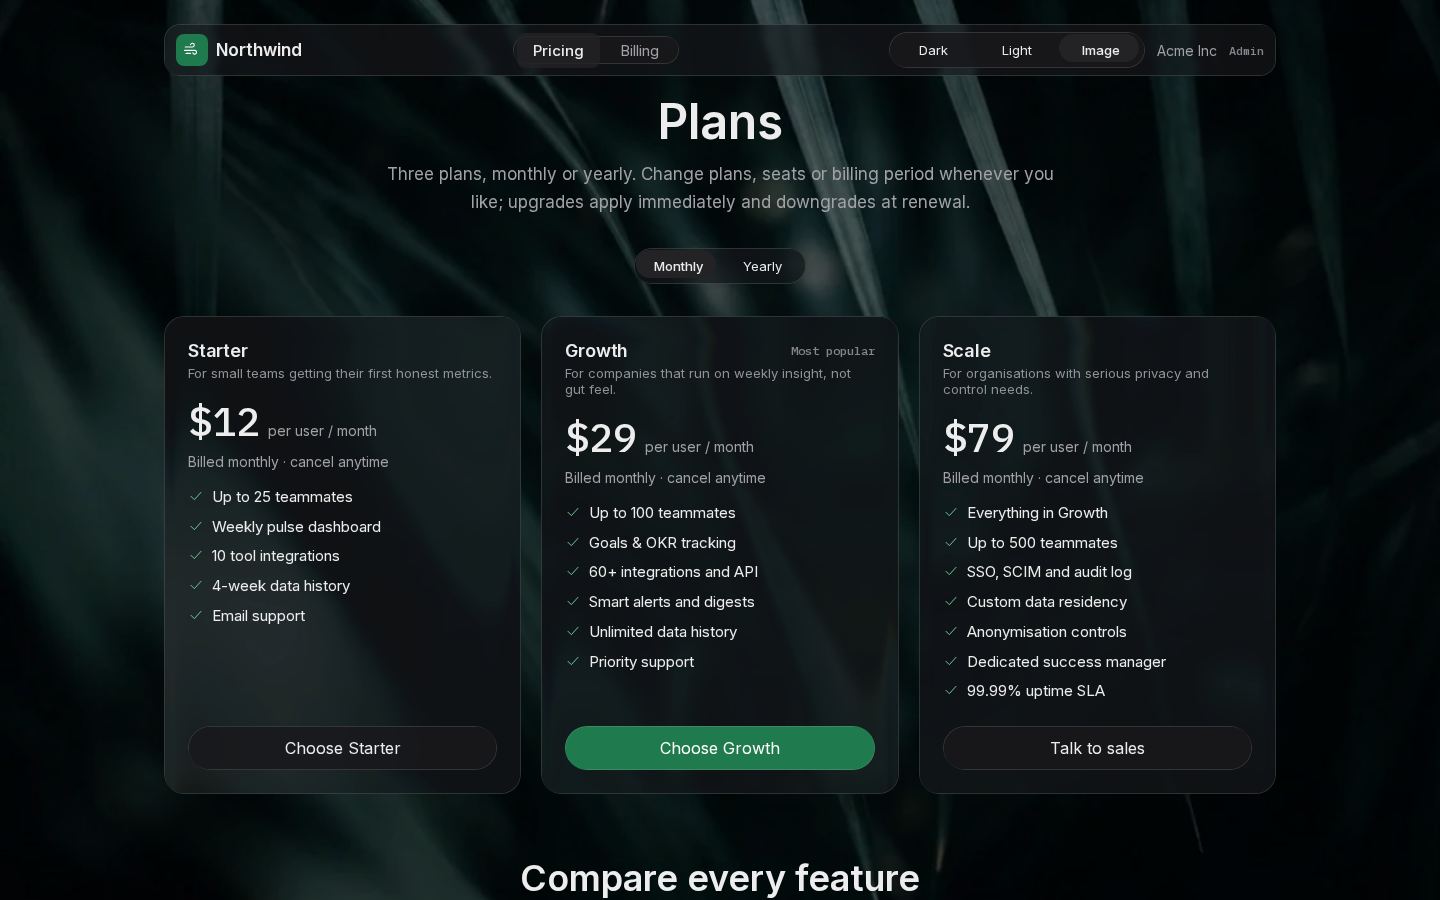 Northwind
Pricing
Billing
Dark
Light
Image
Acme Inc
Admin
Plans
Three plans, monthly or yearly. Change plans, seats or billing period whenever you
like; upgrades apply immediately and downgrades at renewal.
Monthly
Yearly
Starter
For small teams getting their first honest metrics.
$12 per user / month
Billed monthly · cancel anytime
Up to 25 teammates
Weekly pulse dashboard
10 tool integrations
4-week data history
Email support
Choose Starter
Growth
Most popular
For companies that run on weekly insight, not
gut feel.
$29 per user / month
Billed monthly · cancel anytime
Up to 100 teammates
Goals & OKR tracking
60+ integrations and API
Smart alerts and digests
Unlimited data history
Priority support
Choose Growth
Scale
For organisations with serious privacy and
control needs.
$79 per user / month
Billed monthly · cancel anytime
Everything in Growth
Up to 500 teammates
SSO, SCIM and audit log
Custom data residency
Anonymisation controls
Dedicated success manager
99.99% uptime SLA
Talk to sales
Compare every feature